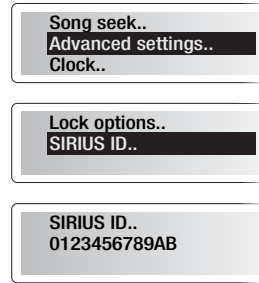 Song seek..
Advanced settings..
Clock..
Lock options..
SIRIUS ID..
SIRIUS ID..
0123456789AB